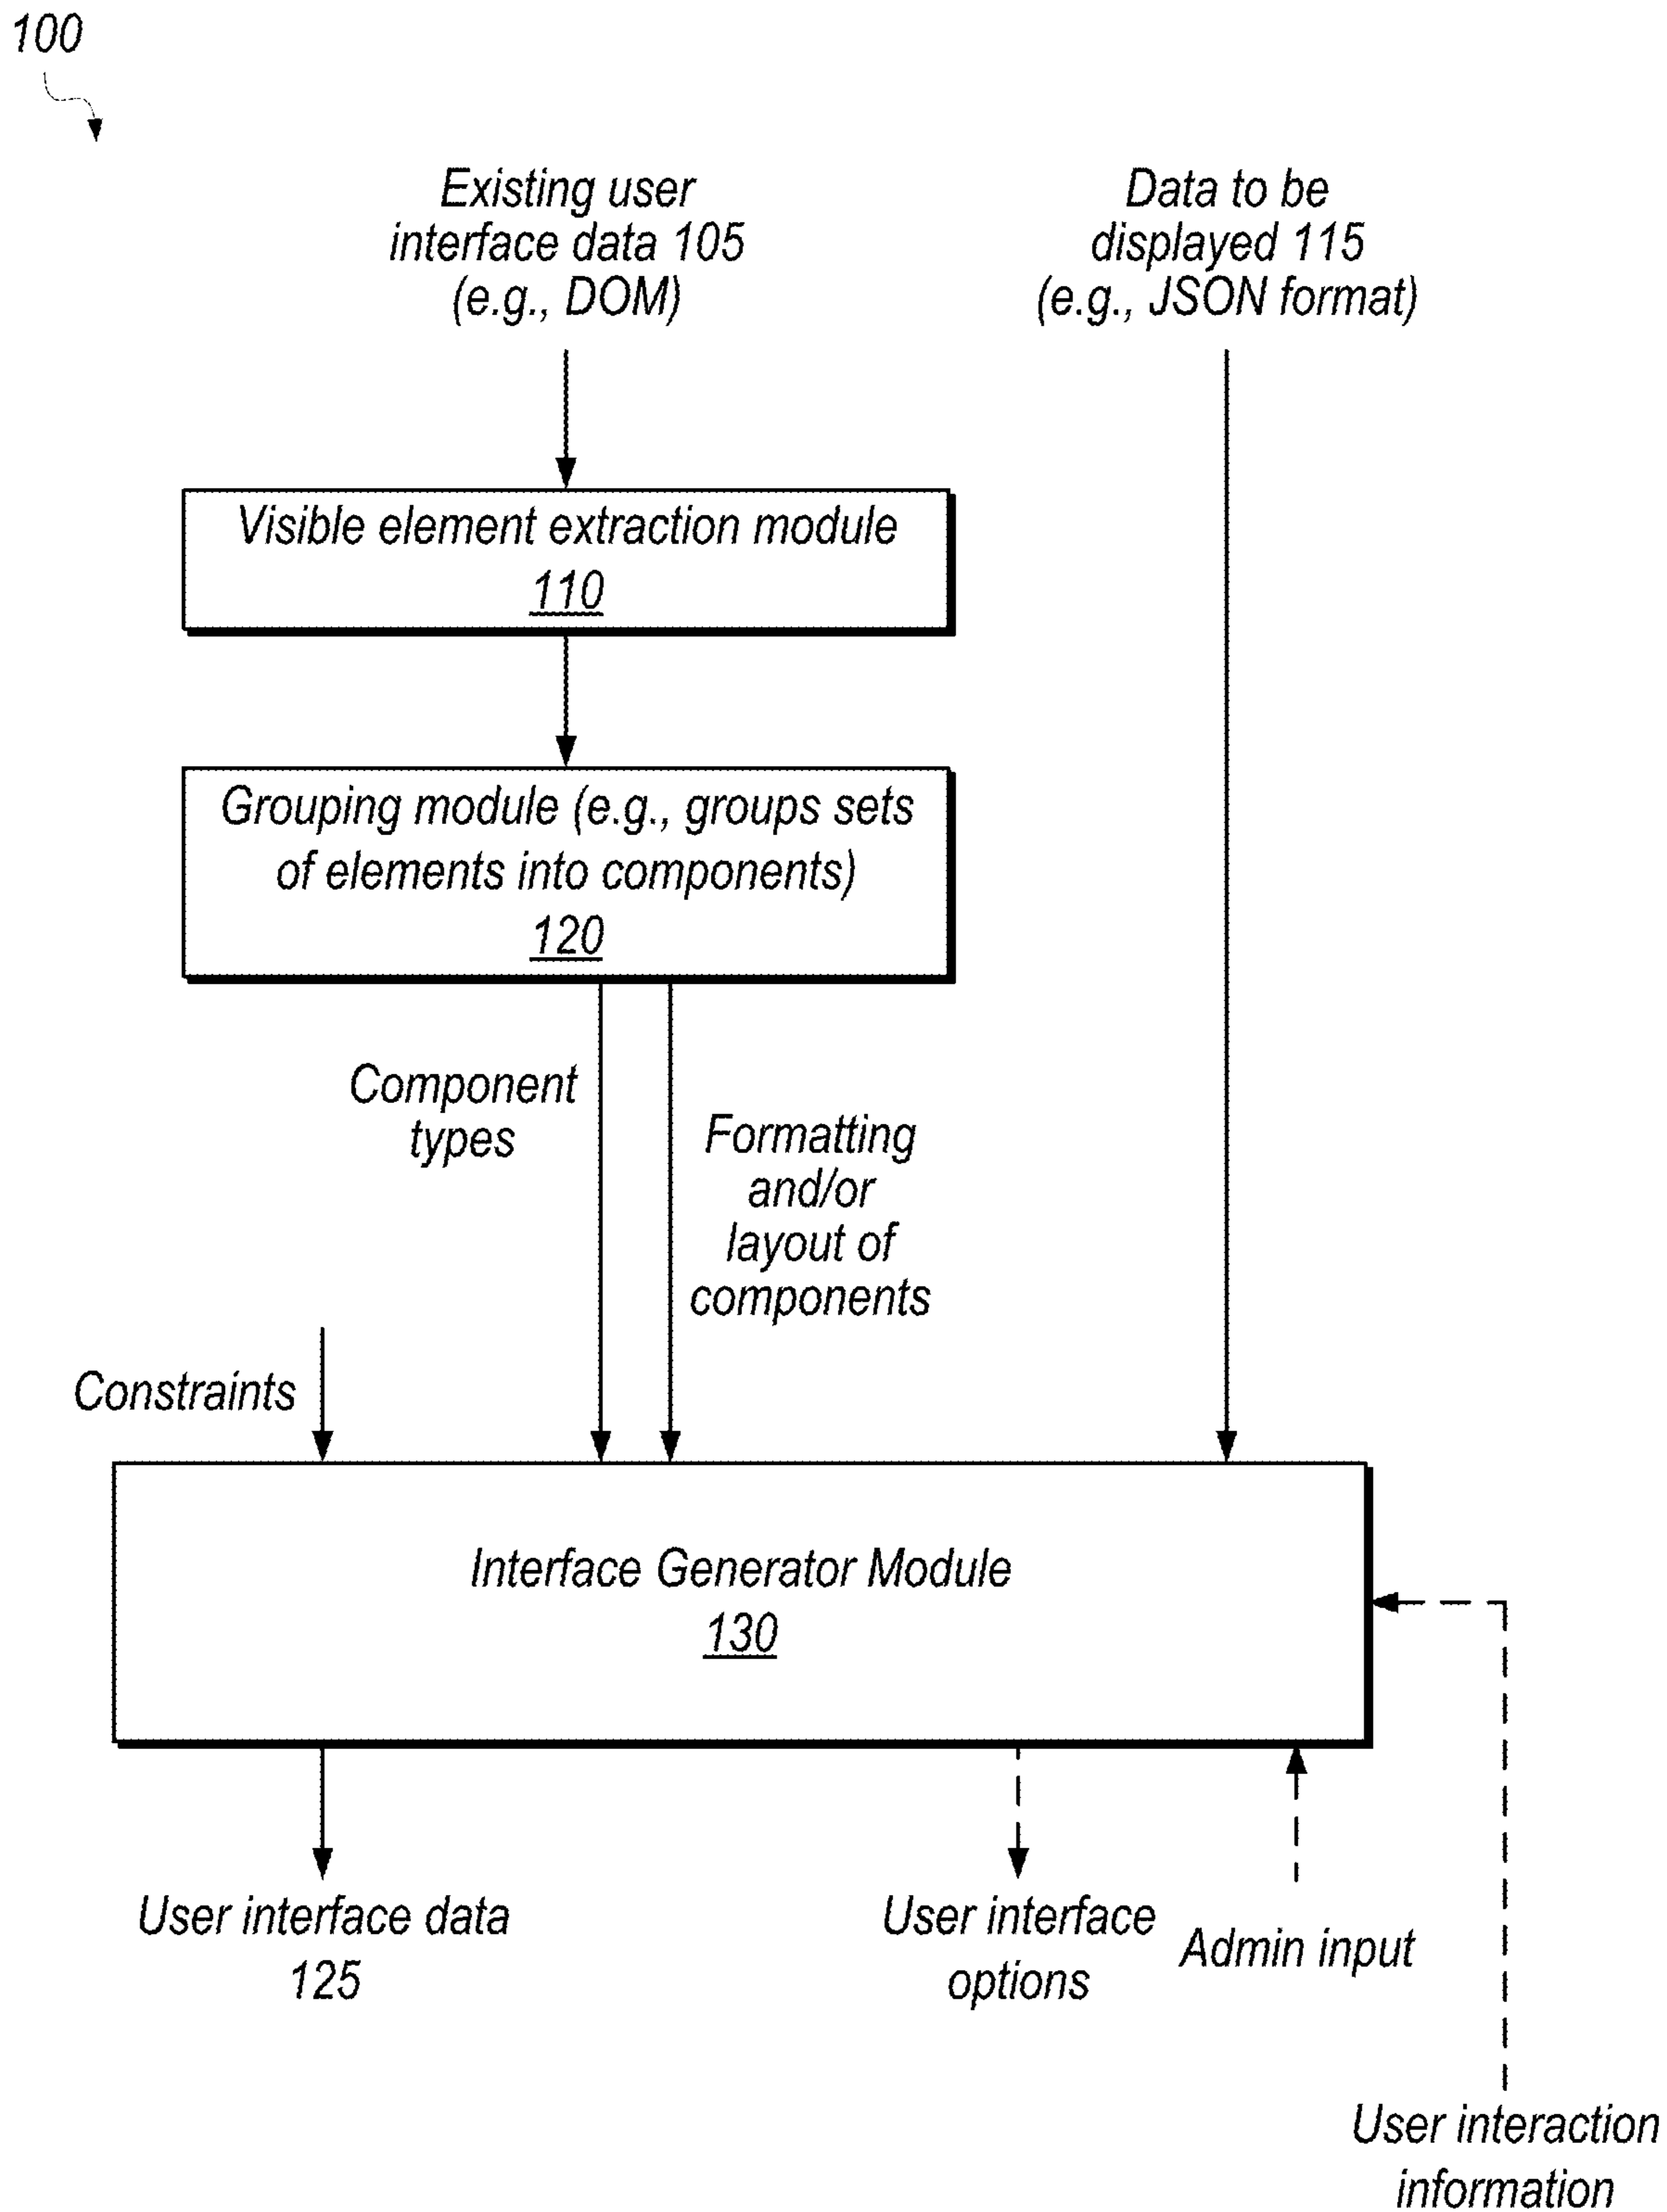 100
Existing user
interface data 105
(e.g., DOM)
Data to be
displayed 115
(e.g., JSON format)
Visible element extraction module
110
Grouping module (e.g., groups sets
of elements into components)
120
Component
types
Formatting
and/or
layout of
components
Constraints
Interface Generator Module
130
User interface data
125
User interface
options
Admin input
User interaction
information